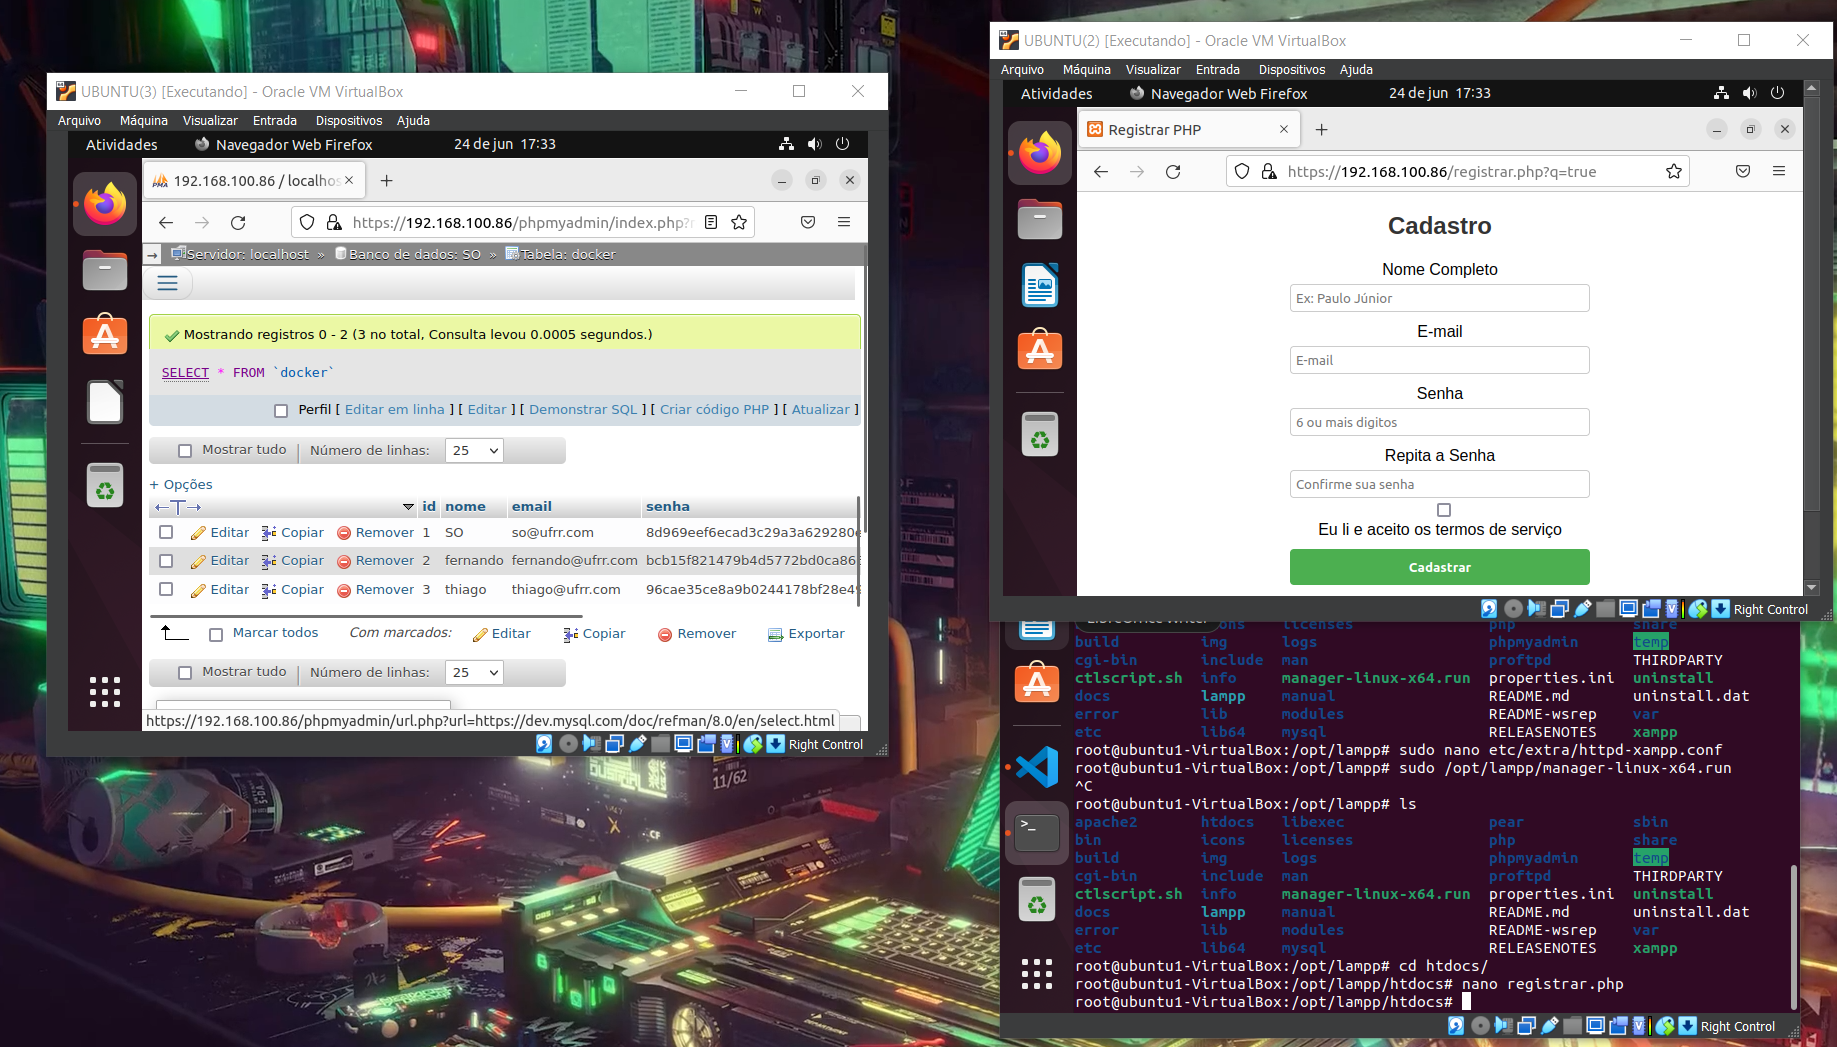 UBUNTU(3) [Executando] - Oracle VM VirtualBox
Arquivo Máquina Visualizar Entrada Dispositivos Ajuda
Atividades Navegador Web Firefox 24 de jun 17:33
192.168.100.86 / localhos
https://192.168.100.86/phpmyadmin/index.php?r
Servidor: localhost » Banco de dados: SO » Tabela: docker
Mostrando registros 0 - 2 (3 no total, Consulta levou 0.0005 segundos.)
SELECT * FROM `docker`
Perfil [ Editar em linha ] [ Editar ] [ Demonstrar SQL ] [ Criar código PHP ] [ Atualizar ]
Mostrar tudo Número de linhas: 25
+ Opções
id nome email senha
Editar Copiar Remover 1 SO so@ufrr.com 8d969eef6ecad3c29a3a629280e
Editar Copiar Remover 2 fernando fernando@ufrr.com bcb15f821479b4d5772bd0ca86
Editar Copiar Remover 3 thiago thiago@ufrr.com 96cae35ce8a9b0244178bf28e49
Marcar todos Com marcados: Editar Copiar Remover Exportar
Mostrar tudo Número de linhas: 25
https://192.168.100.86/phpmyadmin/url.php?url=https://dev.mysql.com/doc/refman/8.0/en/select.html
Right Control
UBUNTU(2) [Executando] - Oracle VM VirtualBox
Arquivo Máquina Visualizar Entrada Dispositivos Ajuda
Atividades Navegador Web Firefox 24 de jun 17:33
Registrar PHP
https://192.168.100.86/registrar.php?q=true
Cadastro
Nome Completo
Ex: Paulo Júnior
E-mail
E-mail
Senha
6 ou mais digitos
Repita a Senha
Confirme sua senha
Eu li e aceito os termos de serviço
Cadastrar
Right Control
icons licenses php share
build img logs phpmyadmin temp
cgi-bin include man proftpd THIRDPARTY
ctlscript.sh info manager-linux-x64.run properties.ini uninstall
docs lampp manual README.md uninstall.dat
error lib modules README-wsrep var
etc lib64 mysql RELEASENOTES xampp
root@ubuntu1-VirtualBox:/opt/lampp# sudo nano etc/extra/httpd-xampp.conf
root@ubuntu1-VirtualBox:/opt/lampp# sudo /opt/lampp/manager-linux-x64.run
^C
root@ubuntu1-VirtualBox:/opt/lampp# ls
apache2 htdocs libexec pear sbin
bin icons licenses php share
build img logs phpmyadmin temp
cgi-bin include man proftpd THIRDPARTY
ctlscript.sh info manager-linux-x64.run properties.ini uninstall
docs lampp manual README.md uninstall.dat
error lib modules README-wsrep var
etc lib64 mysql RELEASENOTES xampp
root@ubuntu1-VirtualBox:/opt/lampp# cd htdocs/
root@ubuntu1-VirtualBox:/opt/lampp/htdocs# nano registrar.php
root@ubuntu1-VirtualBox:/opt/lampp/htdocs#
Right Control
11/62